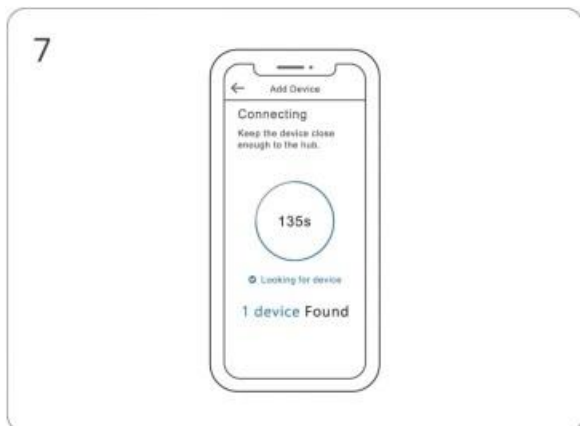 7
Add Device
Connecting
Keep the device close
enough to the hub.
135s
Looking for device
1 device Found